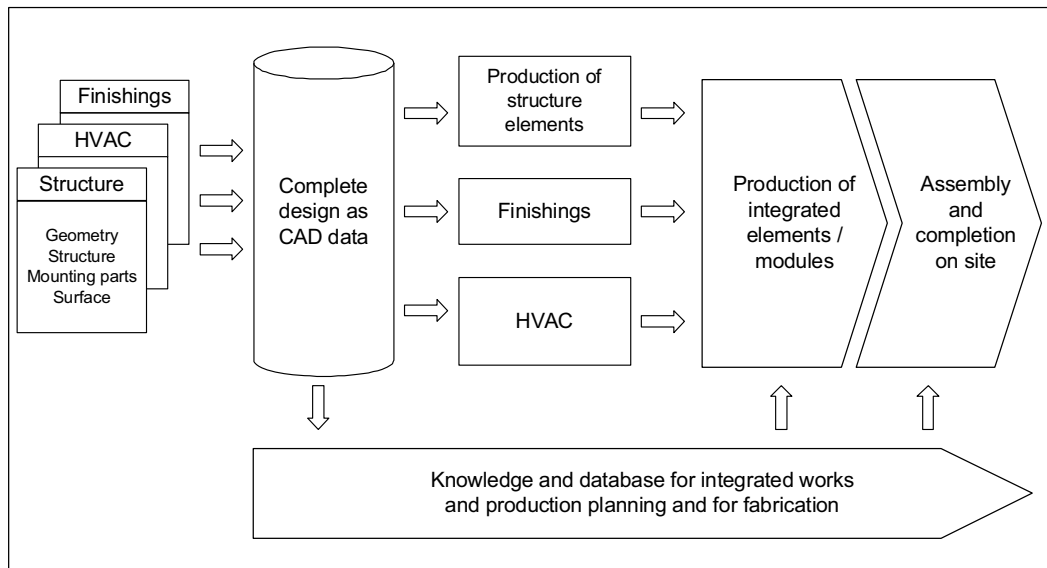 Finishings
HVAC
Structure
Geometry
Structure
Mounting parts
Surface
Complete
design as
CAD data
Production of
structure
elements
Finishings
HVAC
Production of
integrated
elements /
modules
Assembly
and
completion
on site
Knowledge and database for integrated works
and production planning and for fabrication